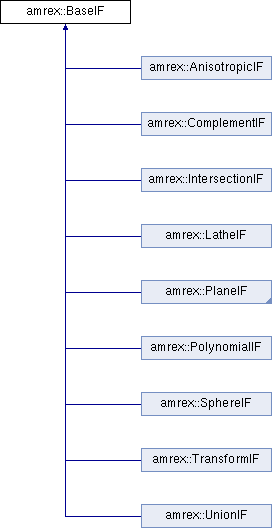 amrex::BaseIF
amrex::AnisotropicIF
amrex::ComplementIF
amrex::IntersectionIF
amrex::LatheIF
amrex::PlaneIF
amrex::PolynomialIF
amrex::SphereIF
amrex::TransformIF
amrex::UnionIF